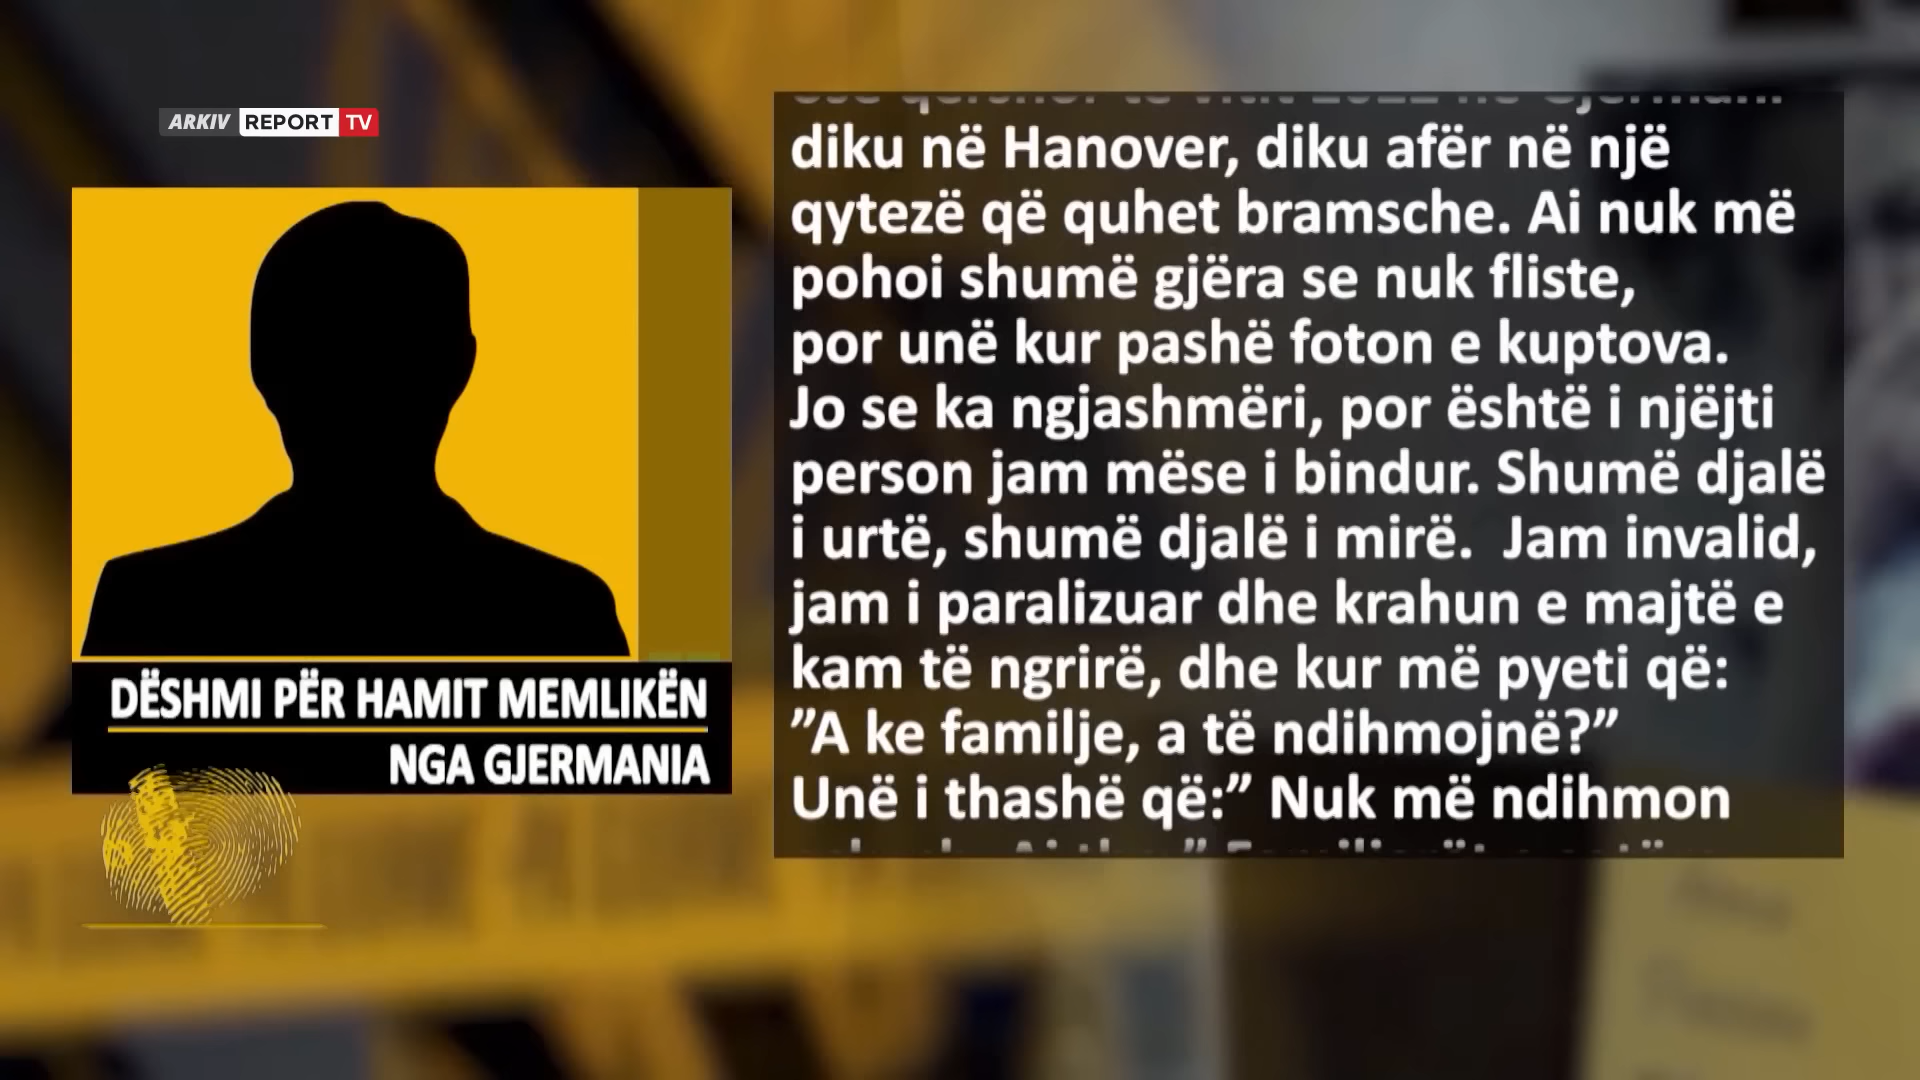 ARKIV REPORT TV
diku në Hanover, diku afër në një
qytezë që quhet bramsche. Ai nuk më
pohoi shumë gjëra se nuk fliste,
por unë kur pashë foton e kuptova.
Jo se ka ngjashmëri, por është i njëjti
person jam mëse i bindur. Shumë djalë
i urtë, shumë djalë i mirë. Jam invalid,
jam i paralizuar dhe krahun e majtë e
kam të ngrirë, dhe kur më pyeti që:
”A ke familje, a të ndihmojnë?”
Unë i thashë që:” Nuk më ndihmon
DËSHMI PËR HAMIT MEMLIKËN
NGA GJERMANIA